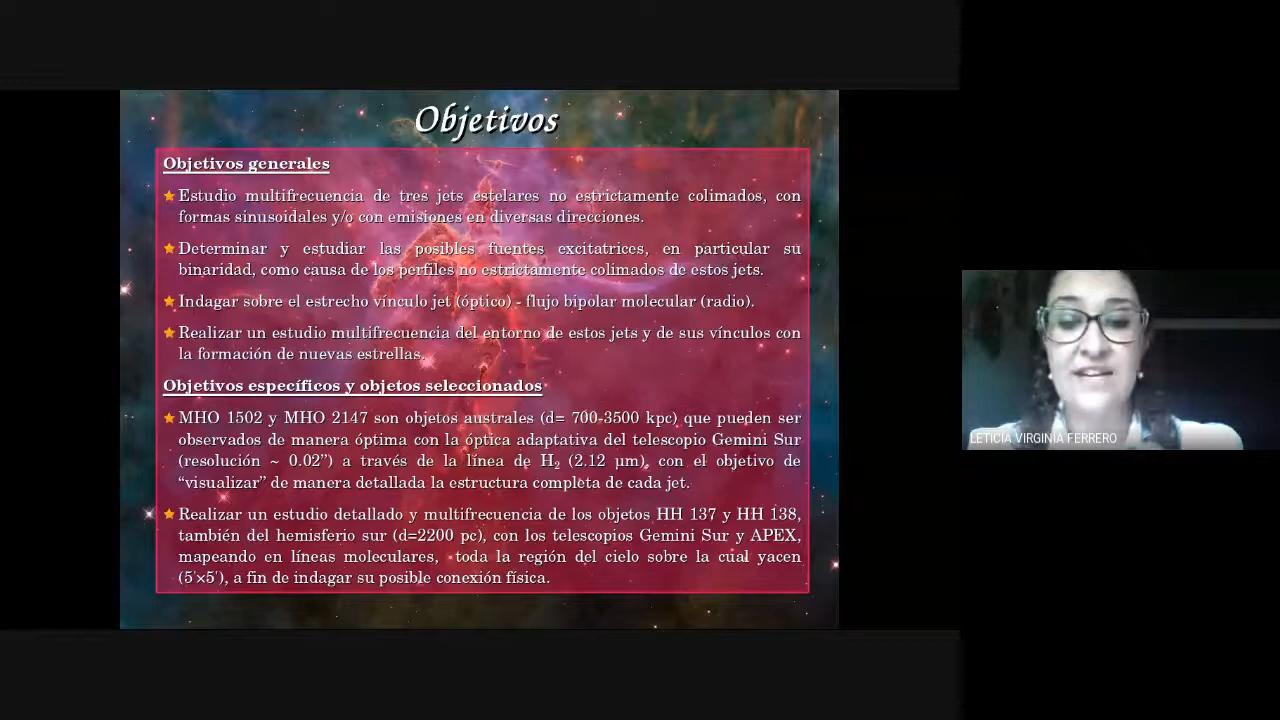 Objetivos
Objetivos generales
Estudio multifrecuencia de tres jets estelares no estrictamente colimados, con
formas sinusoidales y/o con emisiones en diversas direcciones.
Determinar y estudiar las posibles fuentes excitatrices, en particular su
binaridad, como causa de los perfiles no estrictamente colimados de estos jets.
Indagar sobre el estrecho vínculo jet (óptico) - flujo bipolar molecular (radio).
Realizar un estudio multifrecuencia del entorno de estos jets y de sus vínculos con
la formación de nuevas estrellas.
Objetivos específicos y objetos seleccionados
MHO 1502 y MHO 2147 son objetos australes (d= 700-3500 kpc) que pueden ser
observados de manera óptima con la óptica adaptativa del telescopio Gemini Sur
(resolución ~ 0.02”) a través de la línea de H₂ (2.12 μm), con el objetivo de
“visualizar” de manera detallada la estructura completa de cada jet.
Realizar un estudio detallado y multifrecuencia de los objetos HH 137 y HH 138,
también del hemisferio sur (d=2200 pc), con los telescopios Gemini Sur y APEX,
mapeando en líneas moleculares, toda la región del cielo sobre la cual yacen
(5'×5'), a fin de indagar su posible conexión física.
LETICIA VIRGINIA FERRERO